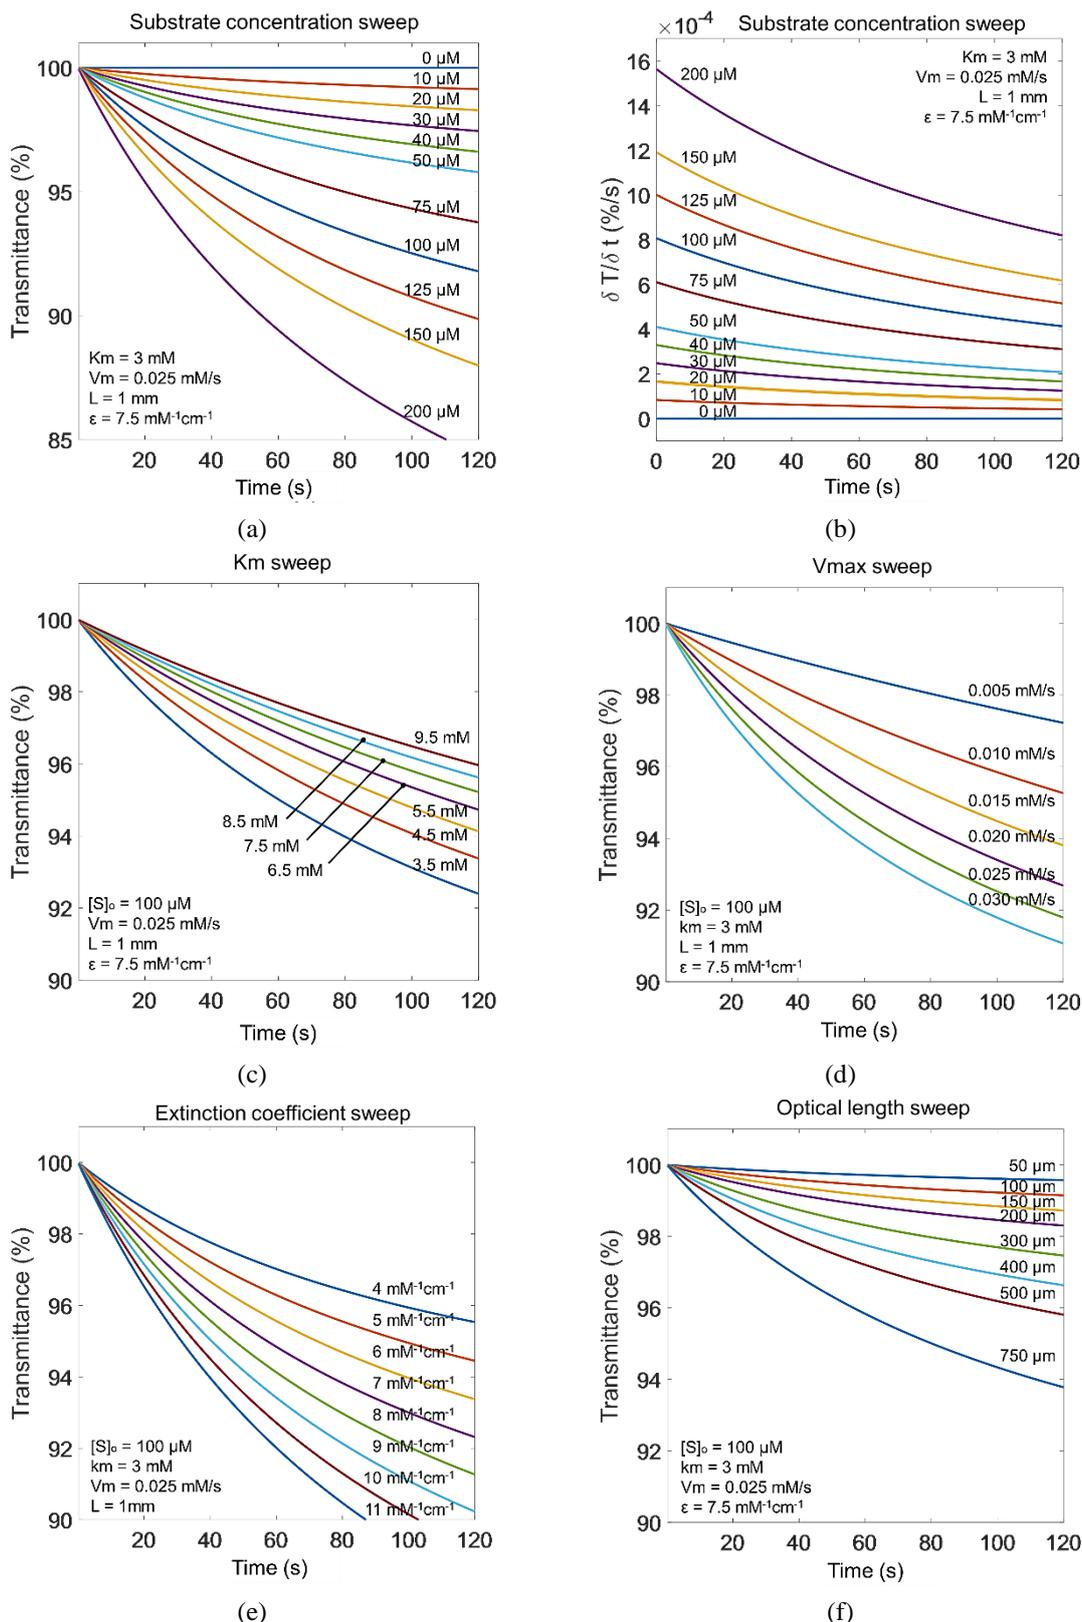 Substrate concentration sweep
Transmittance (%)
100
95
90
85
0 µM
10 µM
20 µM
30 µM
40 µM
50 µM
75 µM
100 µM
125 µM
150 µM
200 µM
Km = 3 mM
Vm = 0.025 mM/s
L = 1 mm
ε = 7.5 mM⁻¹cm⁻¹
20 40 60 80 100 120
Time (s)
(a)
×10⁻⁴ Substrate concentration sweep
δ T/δ t (%/s)
16
14
12
10
8
6
4
2
0
Km = 3 mM
Vm = 0.025 mM/s
L = 1 mm
ε = 7.5 mM⁻¹cm⁻¹
200 µM
150 µM
125 µM
100 µM
75 µM
50 µM
40 µM
30 µM
20 µM
10 µM
0 µM
0 20 40 60 80 100 120
Time (s)
(b)
Km sweep
Transmittance (%)
100
98
96
94
92
90
9.5 mM
8.5 mM
7.5 mM
6.5 mM
5.5 mM
4.5 mM
3.5 mM
[S]₀ = 100 µM
Vm = 0.025 mM/s
L = 1 mm
ε = 7.5 mM⁻¹cm⁻¹
20 40 60 80 100 120
Time (s)
(c)
Vmax sweep
Transmittance (%)
100
98
96
94
92
90
0.005 mM/s
0.010 mM/s
0.015 mM/s
0.020 mM/s
0.025 mM/s
0.030 mM/s
[S]₀ = 100 µM
km = 3 mM
L = 1 mm
ε = 7.5 mM⁻¹cm⁻¹
20 40 60 80 100 120
Time (s)
(d)
Extinction coefficient sweep
Transmittance (%)
100
98
96
94
92
90
4 mM⁻¹cm⁻¹
5 mM⁻¹cm⁻¹
6 mM⁻¹cm⁻¹
7 mM⁻¹cm⁻¹
8 mM⁻¹cm⁻¹
9 mM⁻¹cm⁻¹
10 mM⁻¹cm⁻¹
11 mM⁻¹cm⁻¹
[S]₀ = 100 µM
km = 3 mM
Vm = 0.025 mM/s
L = 1mm
20 40 60 80 100 120
Time (s)
(e)
Optical length sweep
Transmittance (%)
100
98
96
94
92
90
50 µm
100 µm
150 µm
200 µm
300 µm
400 µm
500 µm
750 µm
[S]₀ = 100 µM
km = 3 mM
Vm = 0.025 mM/s
ε = 7.5 mM⁻¹cm⁻¹
20 40 60 80 100 120
Time (s)
(f)